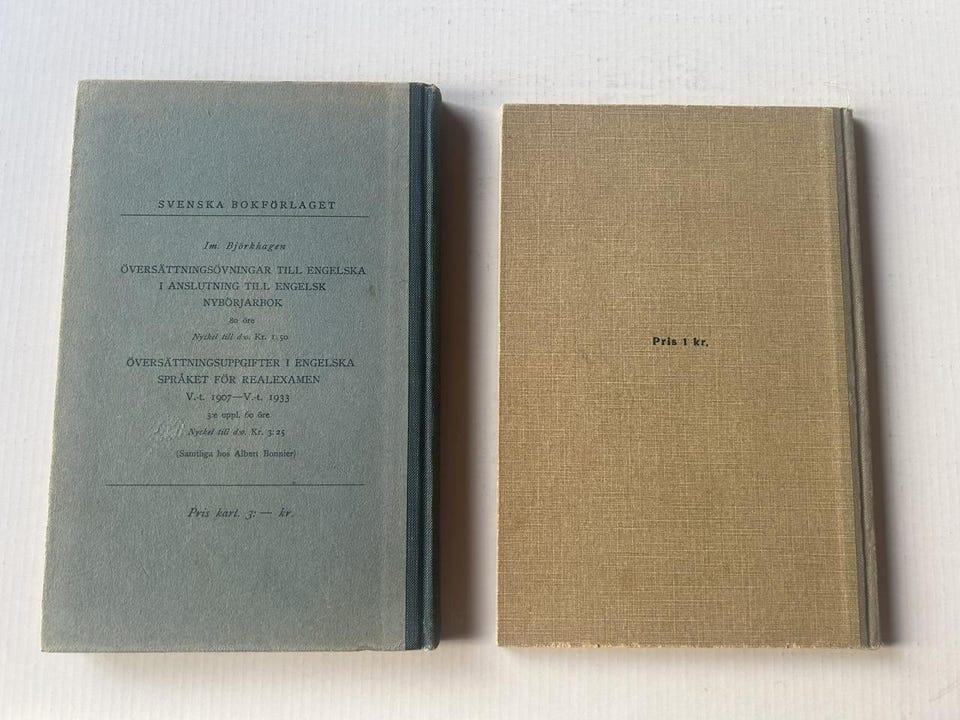 SVENSKA BOKFÖRLAGET
Im. Björkhagen
ÖVERSÄTTNINGSÖVNINGAR TILL ENGELSKA
I ANSLUTNING TILL ENGELSK
NYBÖRJARBOK
80 öre
Nyckel till d:o. Kr. 1,50
ÖVERSÄTTNINGSUPPGIFTER I ENGELSKA
SPRÅKET FÖR REALEXAMEN
V.-t. 1907—V.-t. 1933
3:e uppl. 60 öre
Nyckel till d:o. Kr. 3:25
(Samtliga hos Albert Bonnier)
Pris kart. 3: — kr.
Pris 1 kr.